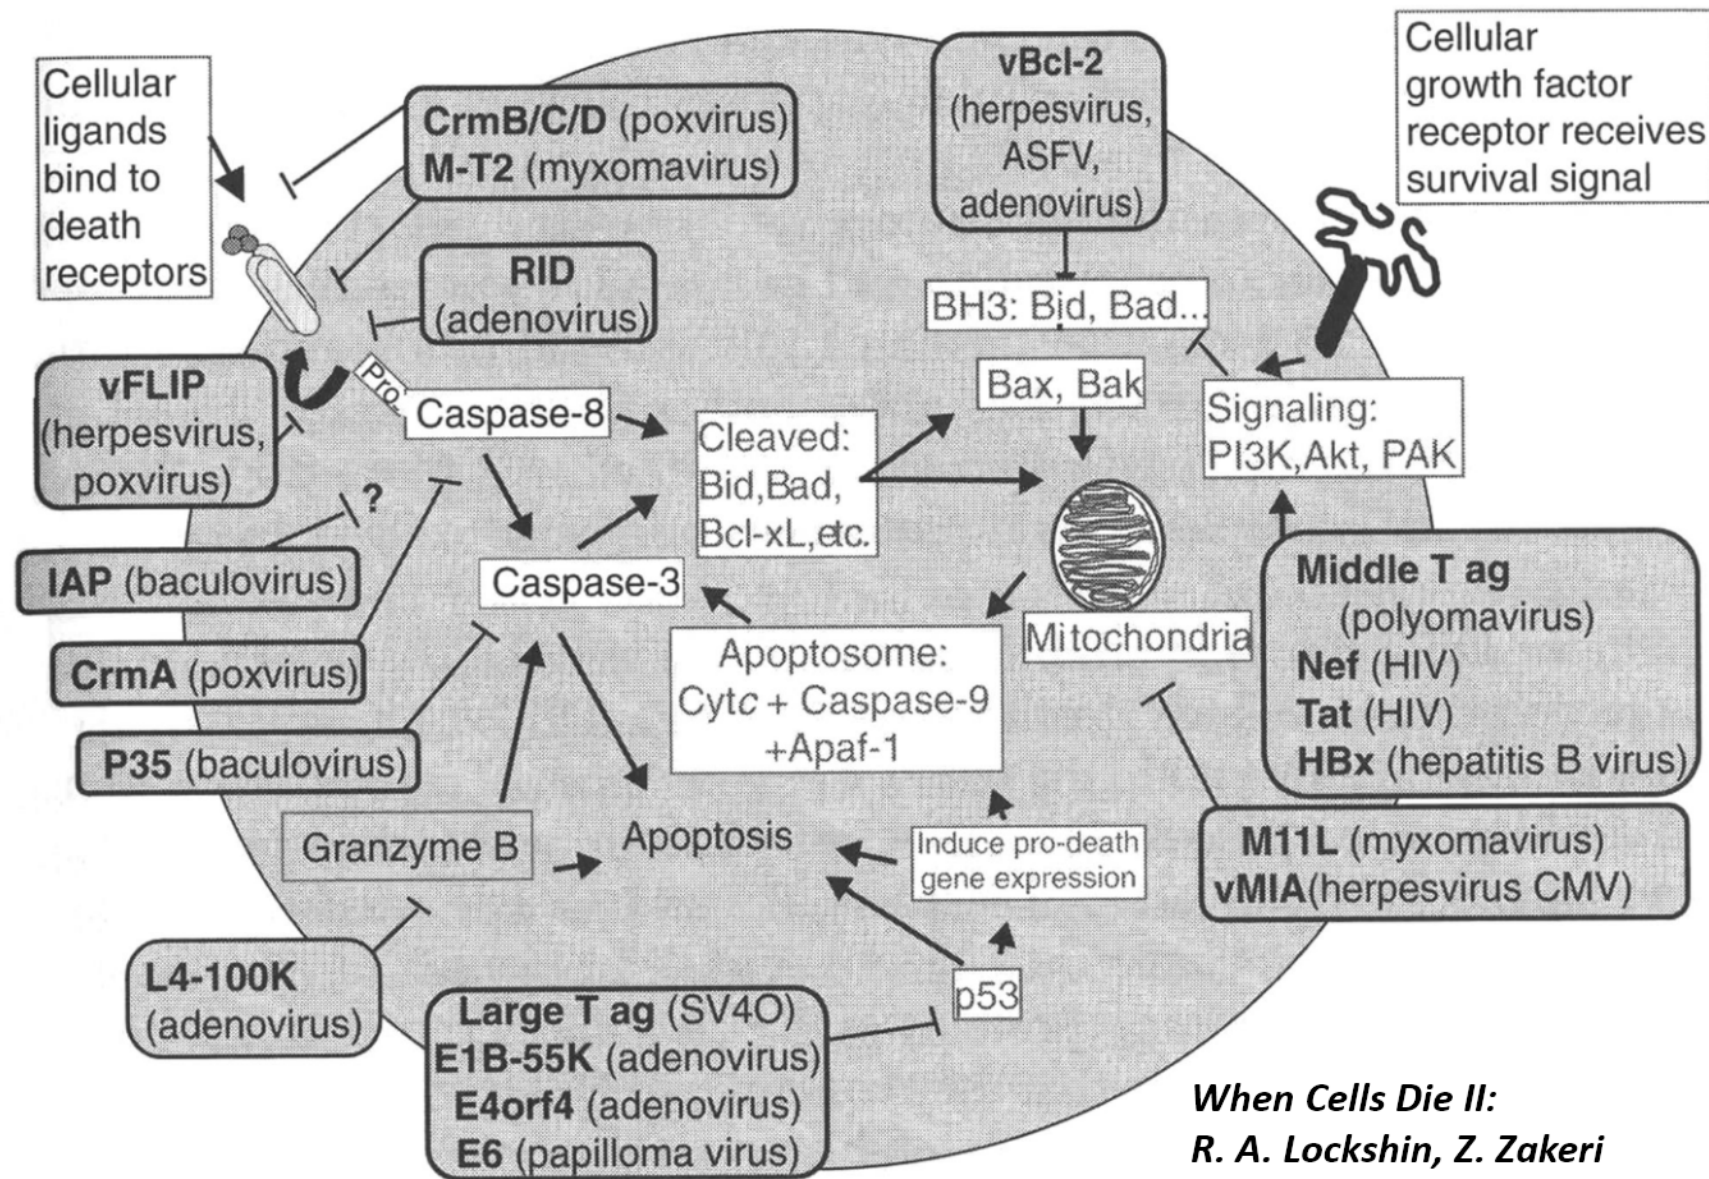 Cellular
ligands
bind to
death
receptors
CrmB/C/D (poxvirus)
M-T2 (myxomavirus)
vBcl-2
(herpesvirus,
ASFV,
adenovirus)
Cellular
growth factor
receptor receives
survival signal
RID
(adenovirus)
BH3: Bid, Bad...
vFLIP
(herpesvirus,
poxvirus)
Pro-
Caspase-8
Bax, Bak
Signaling:
PI3K,Akt, PAK
Cleaved:
Bid,Bad,
Bcl-xL,etc.
?
IAP (baculovirus)
Caspase-3
Mitochondria
Middle T ag
(polyomavirus)
Nef (HIV)
Tat (HIV)
HBx (hepatitis B virus)
CrmA (poxvirus)
Apoptosome:
Cytc + Caspase-9
+Apaf-1
P35 (baculovirus)
Granzyme B
Apoptosis
Induce pro-death
gene expression
M11L (myxomavirus)
vMIA(herpesvirus CMV)
L4-100K
(adenovirus)
p53
Large T ag (SV4O)
E1B-55K (adenovirus)
E4orf4 (adenovirus)
E6 (papilloma virus)
When Cells Die II:
R. A. Lockshin, Z. Zakeri